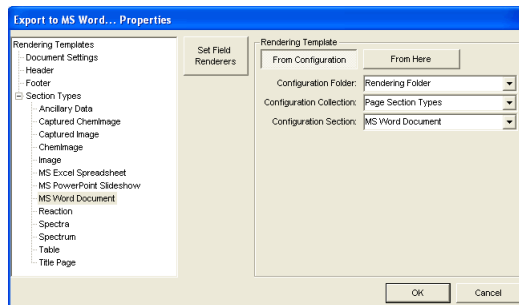 Export to MS Word... Properties
Rendering Templates
Document Settings
Header
Footer
Section Types
Ancillary Data
Captured ChemImage
Captured Image
ChemImage
Image
MS Excel Spreadsheet
MS PowerPoint Slideshow
MS Word Document
Reaction
Spectra
Spectrum
Table
Title Page
Set Field
Renderers
Rendering Template
From Configuration From Here
Configuration Folder: Rendering Folder
Configuration Collection: Page Section Types
Configuration Section: MS Word Document
OK Cancel